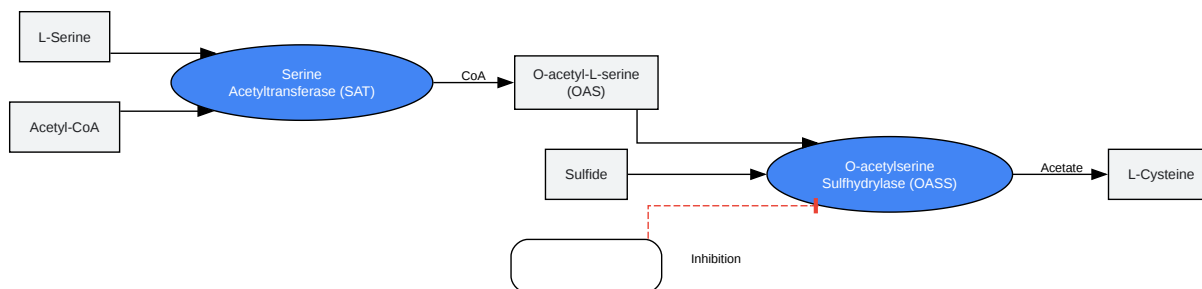 L-Serine
Serine
Acetyltransferase (SAT)
CoA
O-acetyl-L-serine
(OAS)
Acetyl-CoA
Sulfide
O-acetylserine
Sulfhydrylase (OASS)
Acetate
L-Cysteine
Inhibition